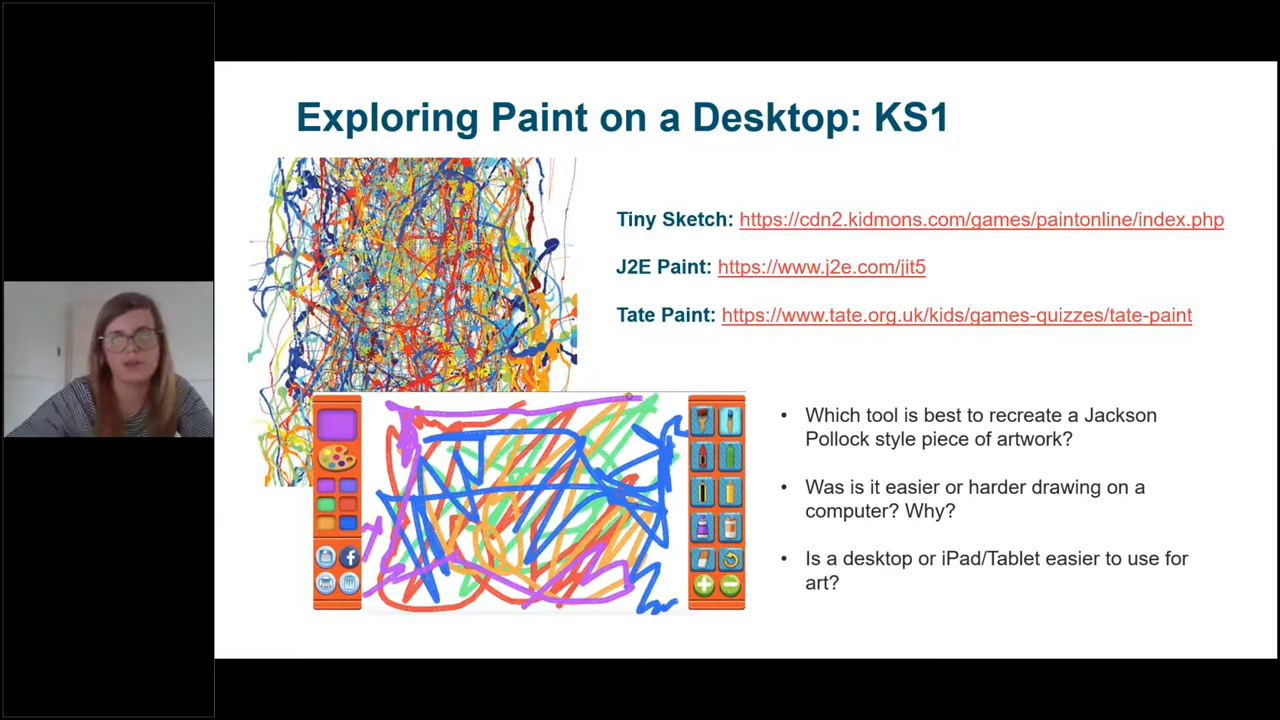 Exploring Paint on a Desktop: KS1
Tiny Sketch: https://cdn2.kidmons.com/games/paintonline/index.php
J2E Paint: https://www.j2e.com/jit5
Tate Paint: https://www.tate.org.uk/kids/games-quizzes/tate-paint
• Which tool is best to recreate a Jackson
Pollock style piece of artwork?
• Was is it easier or harder drawing on a
computer? Why?
• Is a desktop or iPad/Tablet easier to use for
art?